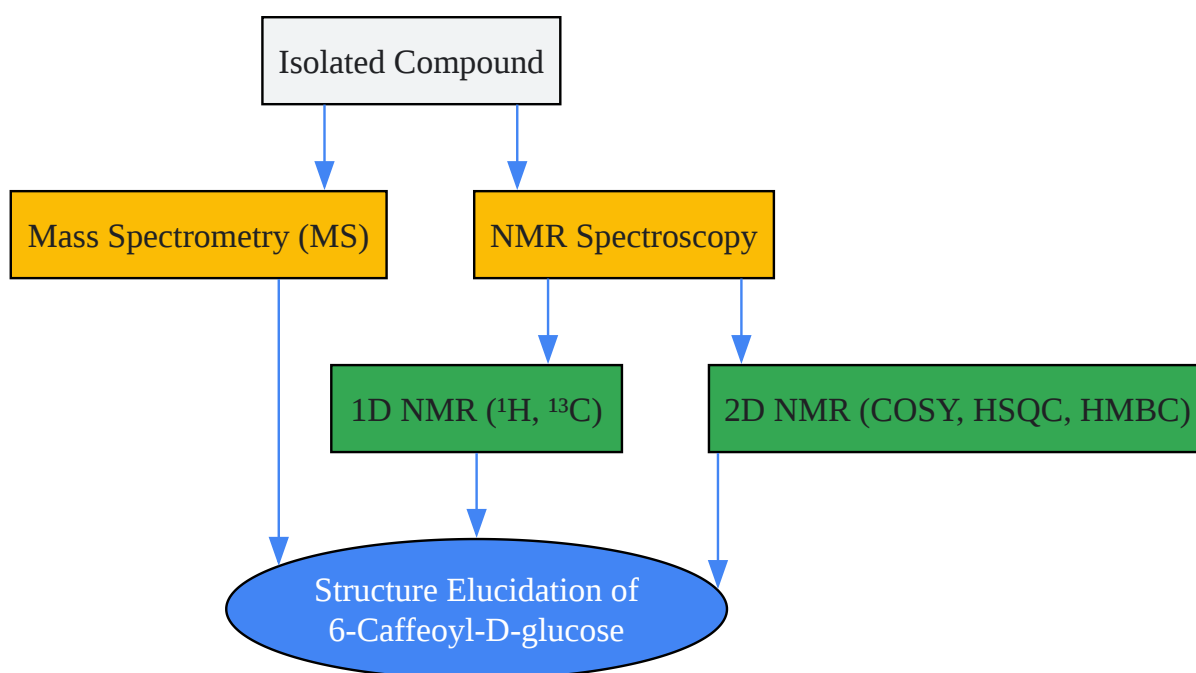 Isolated Compound
Mass Spectrometry (MS)
NMR Spectroscopy
1D NMR (¹H, ¹³C)
2D NMR (COSY, HSQC, HMBC)
Structure Elucidation of
6-Caffeoyl-D-glucose